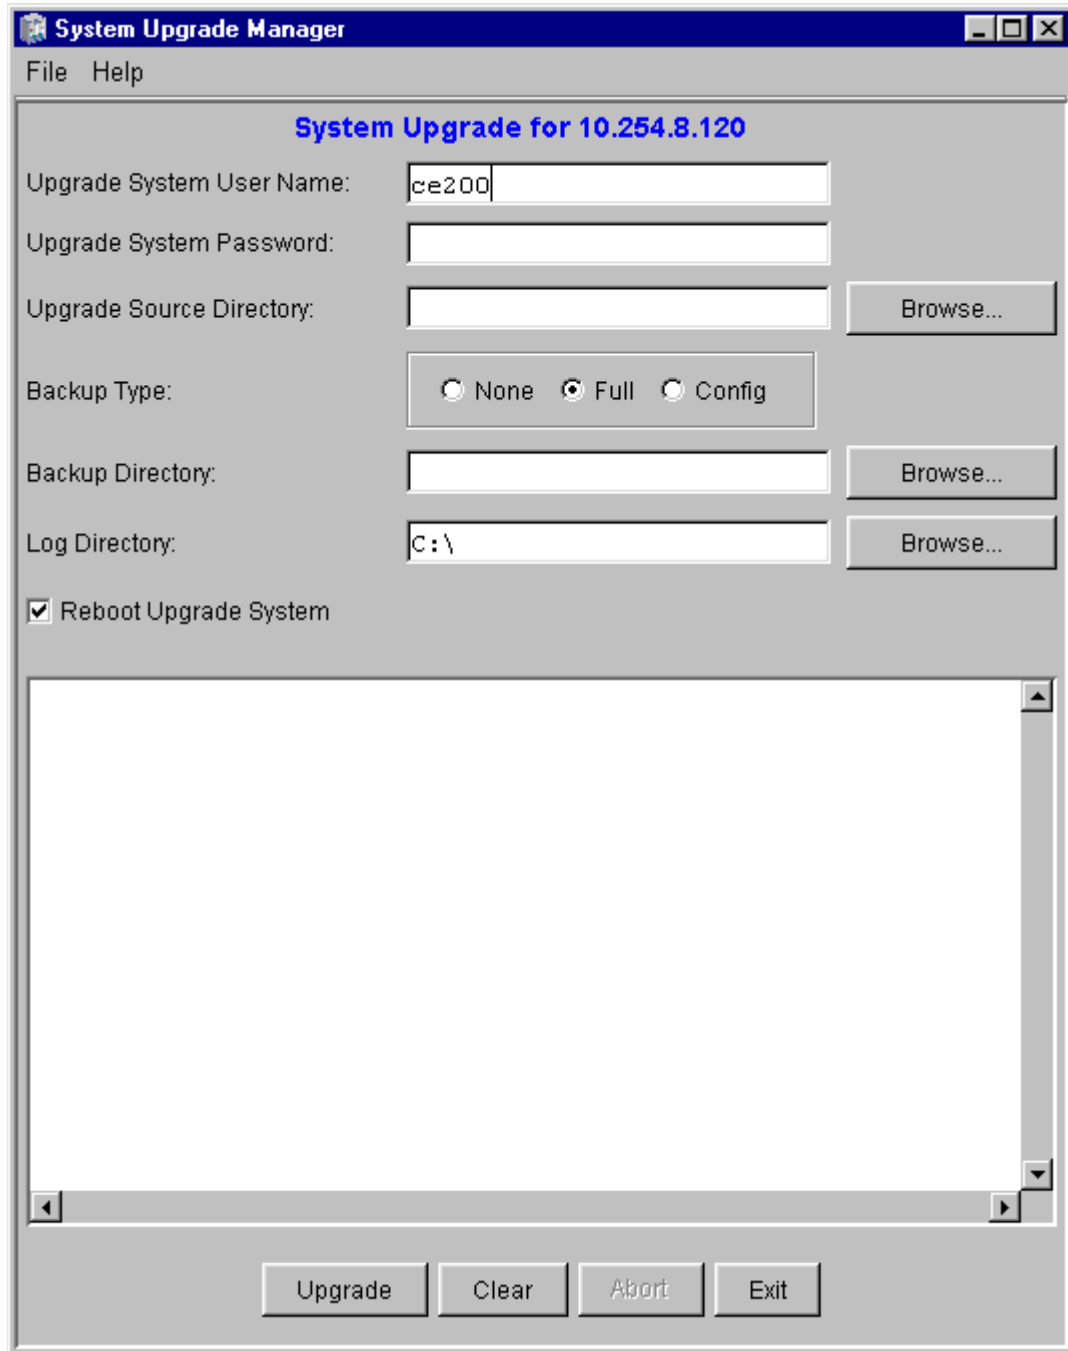 System Upgrade Manager
File Help
System Upgrade for 10.254.8.120
Upgrade System User Name: ce200
Upgrade System Password:
Upgrade Source Directory: Browse...
Backup Type: None Full Config
Backup Directory: Browse...
Log Directory: C:\ Browse...
Reboot Upgrade System
Upgrade Clear Abort Exit